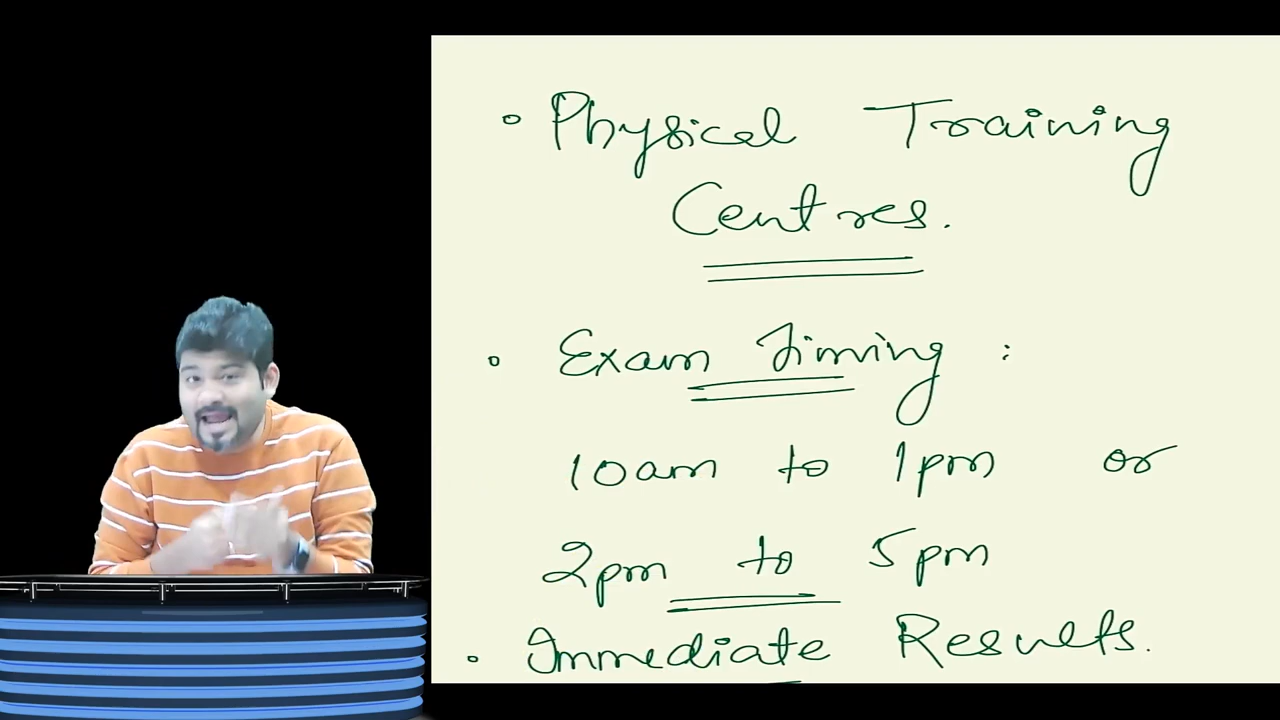 • Physical Training
Centres.
• Exam Timing :
10am to 1pm or
2pm to 5pm
• Immediate Results.